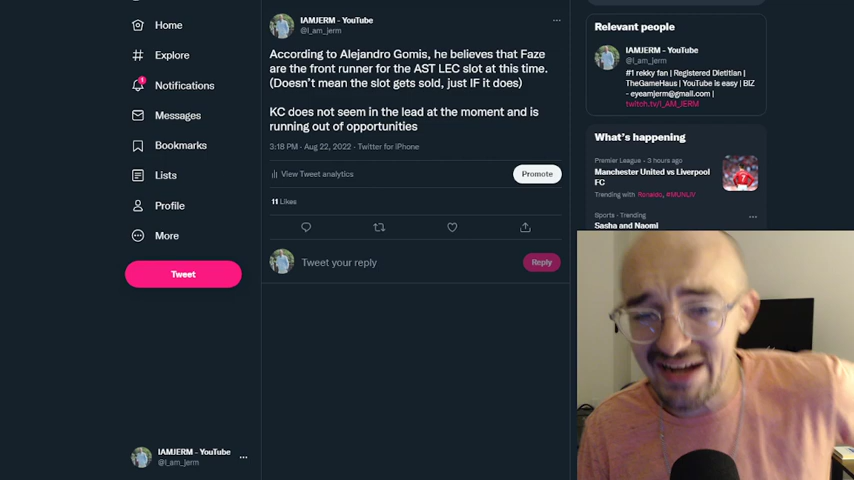 Home
Explore
1
Notifications
Messages
Bookmarks
Lists
Profile
More
Tweet
IAMJERM - YouTube
@I_am_jerm
IAMJERM - YouTube
@I_am_jerm
According to Alejandro Gomis, he believes that Faze
are the front runner for the AST LEC slot at this time.
(Doesn't mean the slot gets sold, just IF it does)
KC does not seem in the lead at the moment and is
running out of opportunities
3:18 PM · Aug 22, 2022 · Twitter for iPhone
View Tweet analytics
Promote
11 Likes
Tweet your reply
Reply
Relevant people
IAMJERM - YouTube
@I_am_jerm
#1 rekky fan | Registered Dietitian |
TheGameHaus | YouTube is easy | BIZ
- eyeamjerm@gmail.com |
twitch.tv/I_AM_JERM
What's happening
Premier League · 3 hours ago
Manchester United vs Liverpool
FC
Trending with Ronaldo, #MUNLIV
Sports · Trending
Sasha and Naomi